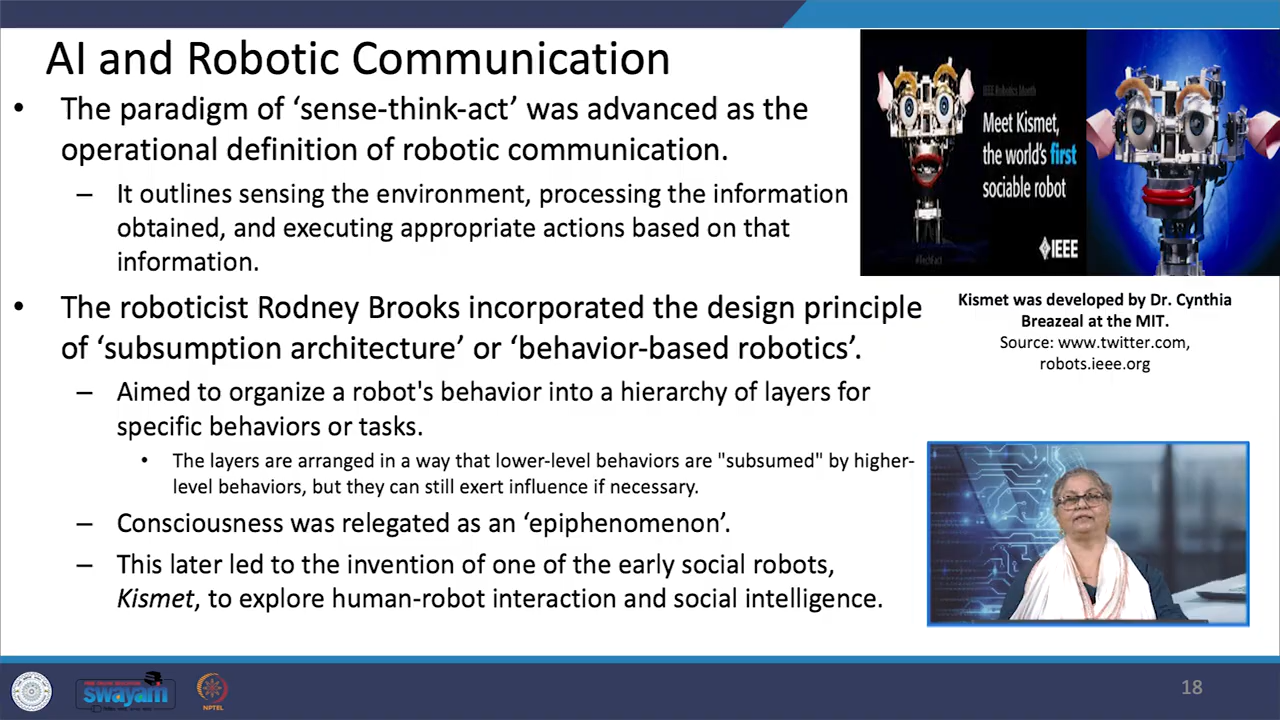 AI and Robotic Communication
• The paradigm of ‘sense-think-act’ was advanced as the
operational definition of robotic communication.
– It outlines sensing the environment, processing the information
obtained, and executing appropriate actions based on that
information.
• The roboticist Rodney Brooks incorporated the design principle
of ‘subsumption architecture’ or ‘behavior-based robotics’.
– Aimed to organize a robot's behavior into a hierarchy of layers for
specific behaviors or tasks.
• The layers are arranged in a way that lower-level behaviors are "subsumed" by higher-
level behaviors, but they can still exert influence if necessary.
– Consciousness was relegated as an ‘epiphenomenon’.
– This later led to the invention of one of the early social robots,
Kismet, to explore human-robot interaction and social intelligence.
IEEE Robotics Month
Meet Kismet,
the world's first
sociable robot
IEEE
#TechFact
Kismet was developed by Dr. Cynthia
Breazeal at the MIT.
Source: www.twitter.com,
robots.ieee.org
swayam
NPTEL
18